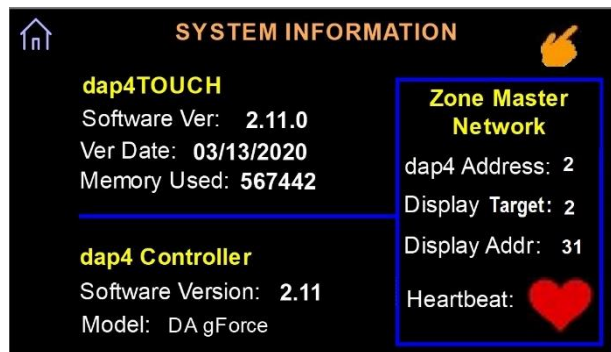 SYSTEM INFORMATION
dap4TOUCH
Software Ver: 2.11.0
Ver Date: 03/13/2020
Memory Used: 567442
dap4 Controller
Software Version: 2.11
Model: DA gForce
Zone Master
Network
dap4 Address: 2
Display Target: 2
Display Addr: 31
Heartbeat: